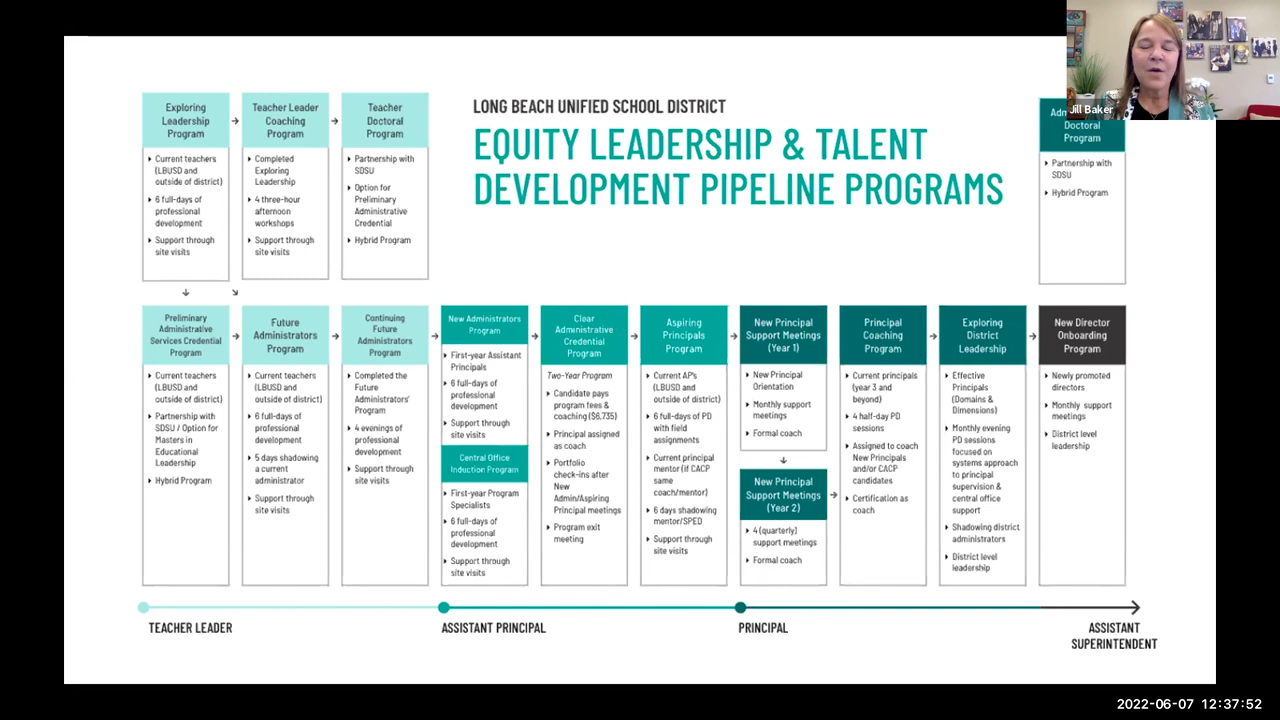 Exploring
Leadership
Program
Current teachers
(LBUSD and
outside of district)
6 full-days of
professional
development
Support through
site visits
Teacher Leader
Coaching
Program
Completed
Exploring
Leadership
4 three-hour
afternoon
workshops
Support through
site visits
Teacher
Doctoral
Program
Partnership with
SDSU
Option for
Preliminary
Administrative
Credential
Hybrid Program
LONG BEACH UNIFIED SCHOOL DISTRICT
EQUITY LEADERSHIP & TALENT
DEVELOPMENT PIPELINE PROGRAMS
Jill Baker
Doctoral
Program
Partnership with
SDSU
Hybrid Program
Preliminary
Administrative
Services Credential
Program
Current teachers
(LBUSD and
outside of district)
Partnership with
SDSU / Option for
Masters in
Educational
Leadership
Hybrid Program
Future
Administrators
Program
Current teachers
(LBUSD and
outside of district)
6 full-days of
professional
development
5 days shadowing
a current
administrator
Support through
site visits
Continuing
Future
Administrators
Program
Completed the
Future
Administrators'
Program
4 evenings of
professional
development
Support through
site visits
New Administrators
Program
First-year Assistant
Principals
6 full-days of
professional
development
Support through
site visits
Central Office
Induction Program
First-year Program
Specialists
6 full-days of
professional
development
Support through
site visits
Clear
Administrative
Credential
Program
Two-Year Program
Candidate pays
program fees &
coaching ($6,735)
Principal assigned
as coach
Portfolio
check-ins after
New
Admin/Aspiring
Principal meetings
Program exit
meeting
Aspiring
Principals
Program
Current AP's
(LBUSD and
outside of district)
6 full-days of PD
with field
assignments
Current principal
mentor (if CACP
same
coach/mentor)
6 days shadowing
mentor/SPED
Support through
site visits
New Principal
Support Meetings
(Year 1)
New Principal
Orientation
Monthly support
meetings
Formal coach
New Principal
Support Meetings
(Year 2)
4 (quarterly)
support meetings
Formal coach
Principal
Coaching
Program
Current principals
(year 3 and
beyond)
4 half-day PD
sessions
Assigned to coach
New Principals
and/or CACP
candidates
Certification as
coach
Exploring
District
Leadership
Effective
Principals
(Domains &
Dimensions)
Monthly evening
PD sessions
focused on
systems approach
to principal
supervision &
central office
support
Shadowing district
administrators
District level
leadership
New Director
Onboarding
Program
Newly promoted
directors
Monthly support
meetings
District level
leadership
TEACHER LEADER
ASSISTANT PRINCIPAL
PRINCIPAL
ASSISTANT
SUPERINTENDENT
2022-06-07 12:37:52